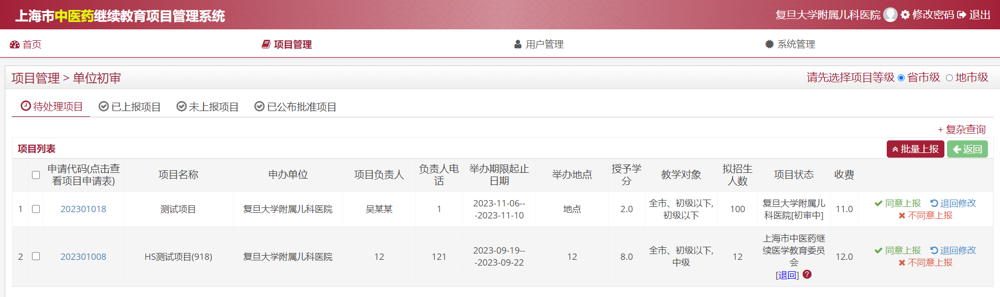 上海市中医药继续教育项目管理系统
复旦大学附属儿科医院 修改密码 退出
首页 项目管理 用户管理 系统管理
项目管理 > 单位初审 请先选择项目等级 省市级 地市级
待处理项目 已上报项目 未上报项目 已公布批准项目
+ 复杂查询
项目列表 批量上报 返回
申请代码(点击查
看项目申请表)
项目名称
申办单位
项目负责人
负责人电
话
举办期限起止
日期
举办地点
授予学
分
教学对象
拟招生
人数
项目状态
收费
1
202301018
测试项目
复旦大学附属儿科医院
吴某某
1
2023-11-06--
-2023-11-10
地点
2.0
全市、初级以下,
初级以下
100
复旦大学附属儿
科医院[初审中]
11.0
同意上报 退回修改
不同意上报
2
202301008
HS测试项目(918)
复旦大学附属儿科医院
12
121
2023-09-19--
-2023-09-22
12
8.0
全市、初级以下,
中级
12
上海市中医药继
续医学教育委员
会
[退回] ?
12.0
同意上报 退回修改
不同意上报